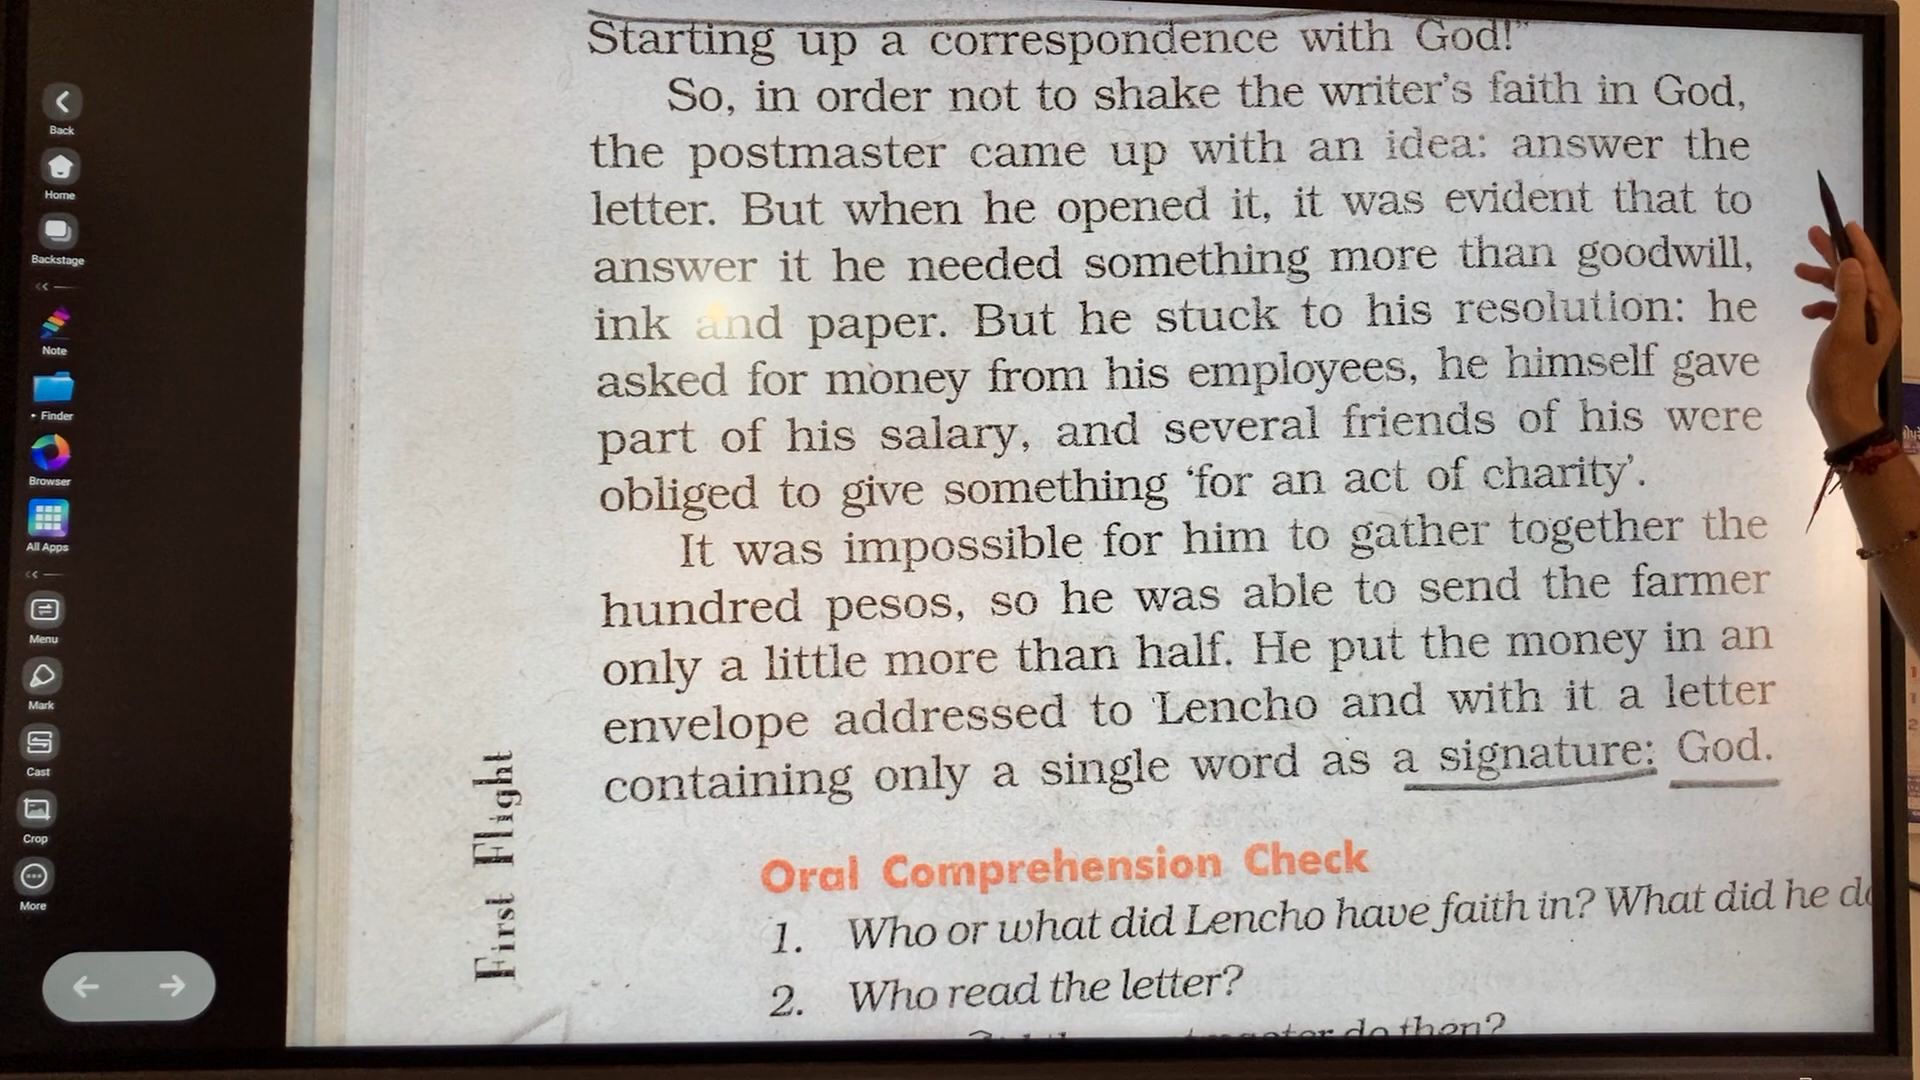 Back
Home
Backstage
Note
Finder
Browser
All Apps
Menu
Mark
Cast
Crop
More
Starting up a correspondence with God!”
So, in order not to shake the writer’s faith in God,
the postmaster came up with an idea: answer the
letter. But when he opened it, it was evident that to
answer it he needed something more than goodwill,
ink and paper. But he stuck to his resolution: he
asked for money from his employees, he himself gave
part of his salary, and several friends of his were
obliged to give something ‘for an act of charity’.
It was impossible for him to gather together the
hundred pesos, so he was able to send the farmer
only a little more than half. He put the money in an
envelope addressed to Lencho and with it a letter
containing only a single word as a signature: God.
First Flight
Oral Comprehension Check
1. Who or what did Lencho have faith in? What did he
2. Who read the letter?
do then?